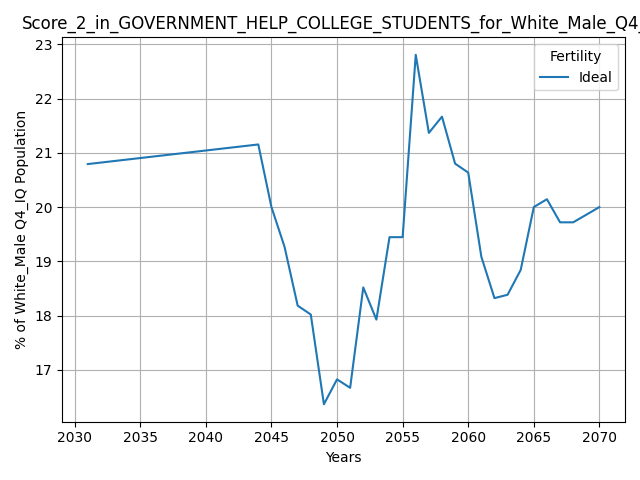 Score_2_in_GOVERNMENT_HELP_COLLEGE_STUDENTS_for_White_Male_Q4_
Fertility
Ideal
% of White_Male Q4_IQ Population
23
22
21
20
19
18
17
2030 2035 2040 2045 2050 2055 2060 2065 2070
Years